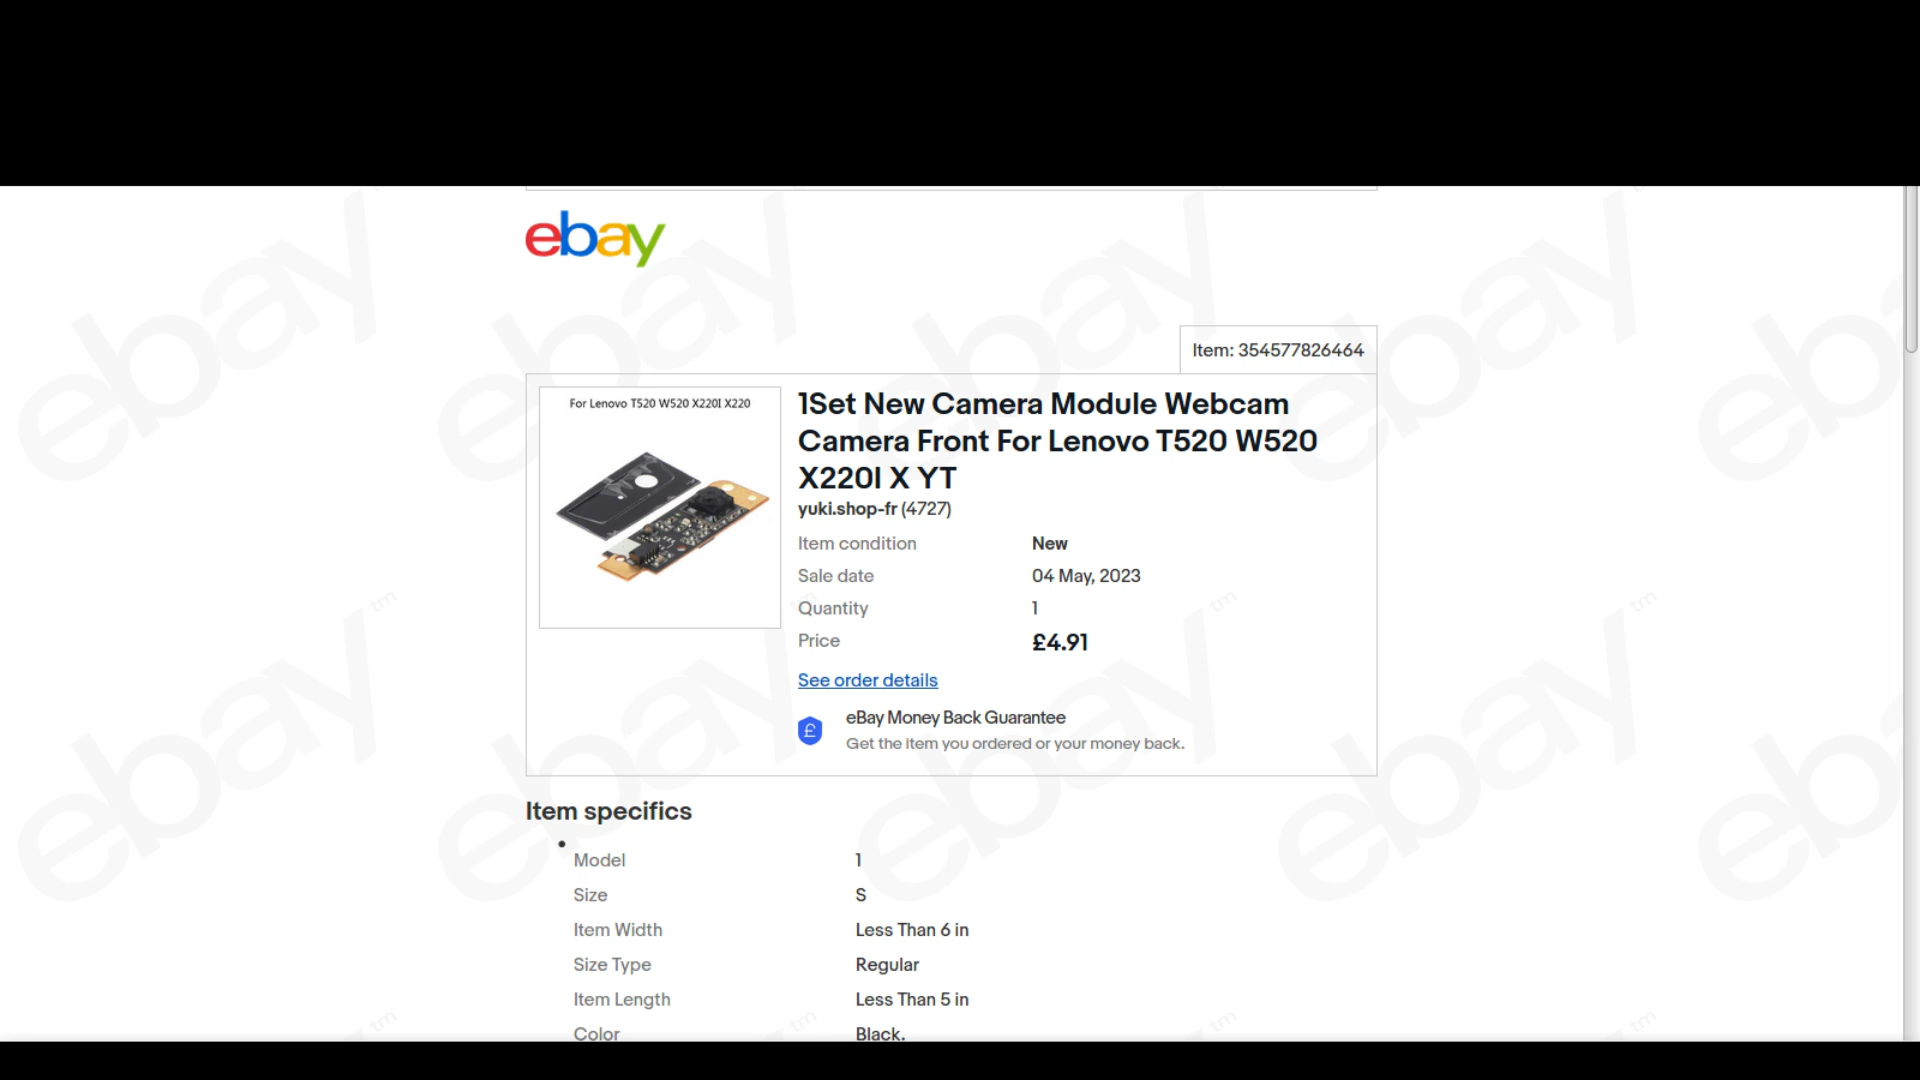 ebay
Item: 354577826464
For Lenovo T520 W520 X220I X220
1Set New Camera Module Webcam
Camera Front For Lenovo T520 W520
X220I X YT
yuki.shop-fr (4727)
Item condition New
Sale date 04 May, 2023
Quantity 1
Price £4.91
See order details
£
eBay Money Back Guarantee
Get the item you ordered or your money back.
Item specifics
Model 1
Size S
Item Width Less Than 6 in
Size Type Regular
Item Length Less Than 5 in
Color Black.